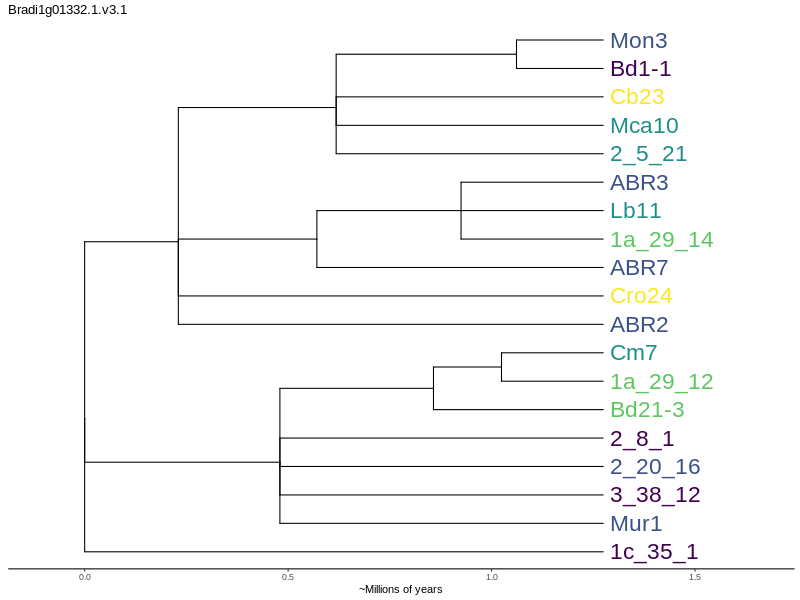 Bradi1g01332.1.v3.1
Mon3
Bd1-1
Cb23
Mca10
2_5_21
ABR3
Lb11
1a_29_14
ABR7
Cro24
ABR2
Cm7
1a_29_12
Bd21-3
2_8_1
2_20_16
3_38_12
Mur1
1c_35_1
0.0 0.5 1.0 1.5
~Millions of years